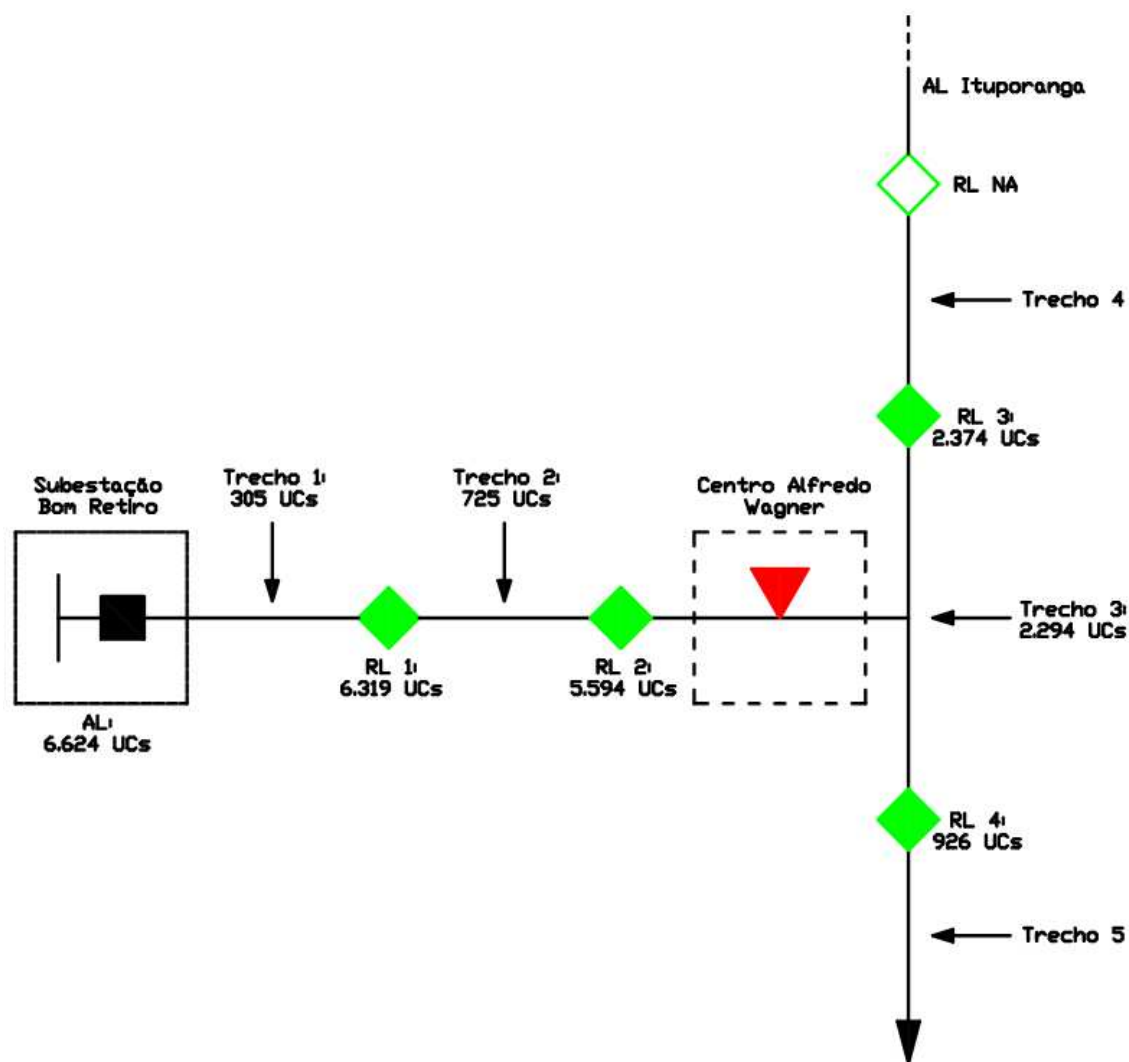 AL Ituporanga
RL NA
Trecho 4
RL 3:
2.374 UCs
Subestação
Bom Retiro
Trecho 1:
305 UCs
Trecho 2:
725 UCs
Centro Alfredo
Wagner
Trecho 3:
2.294 UCs
RL 1:
6.319 UCs
RL 2:
5.594 UCs
AL:
6.624 UCs
RL 4:
926 UCs
Trecho 5